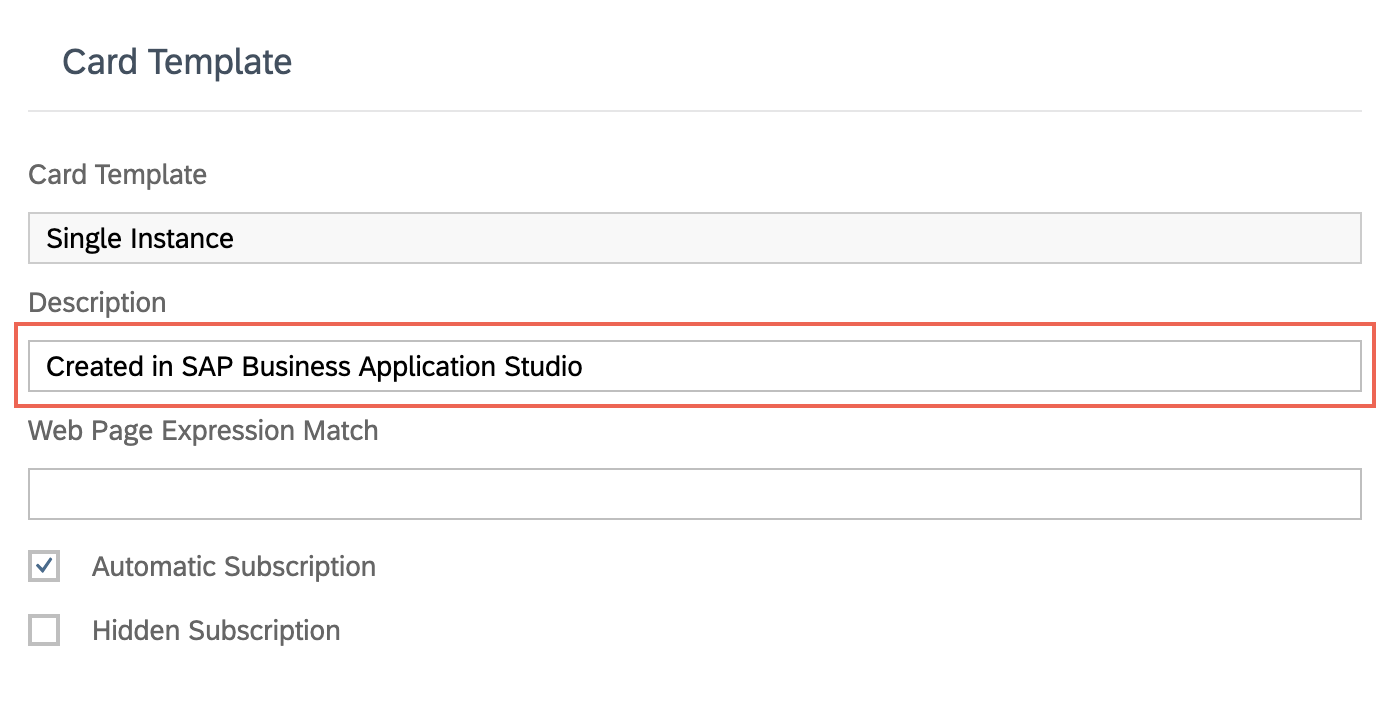 Card Template
Card Template
Single Instance
Description
Created in SAP Business Application Studio
Web Page Expression Match
Automatic Subscription
Hidden Subscription